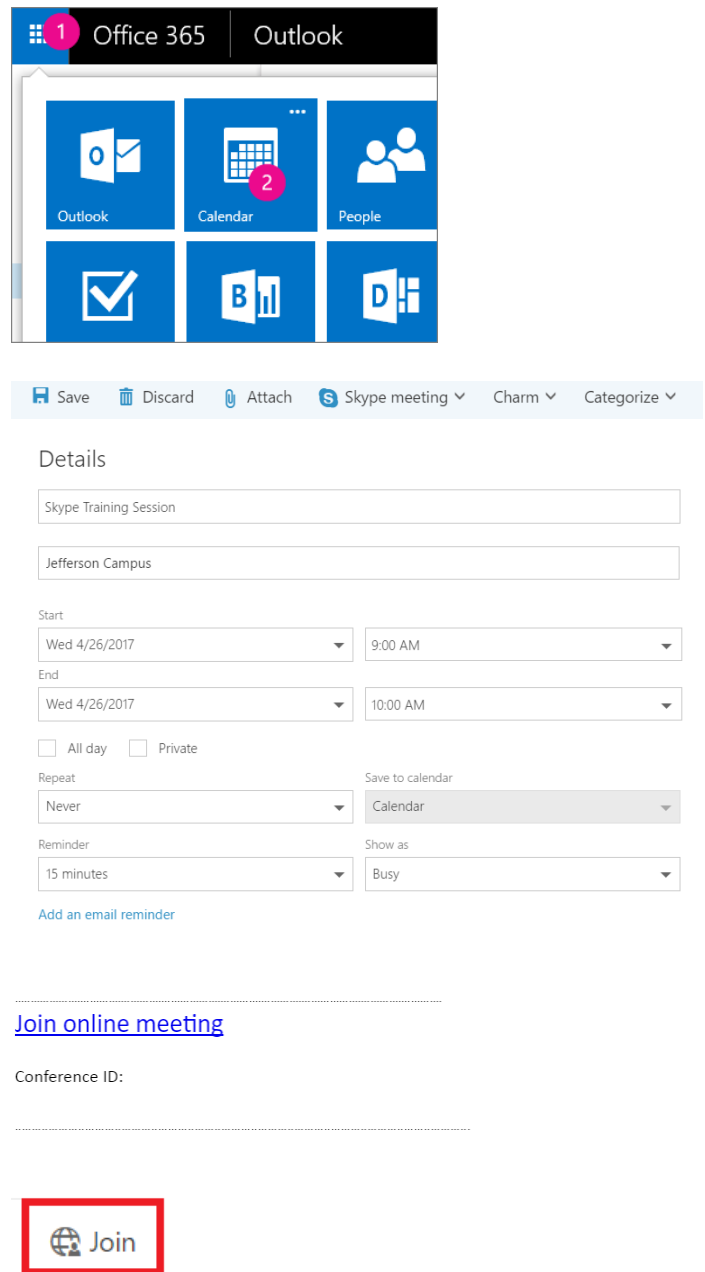 1 Office 365 Outlook
Outlook Calendar 2 People
B D
Save Discard Attach S Skype meeting Charm Categorize
Details
Skype Training Session
Jefferson Campus
Start
Wed 4/26/2017 9:00 AM
End
Wed 4/26/2017 10:00 AM
All day Private
Repeat Save to calendar
Never Calendar
Reminder Show as
15 minutes Busy
Add an email reminder
Join online meeting
Conference ID:
Join